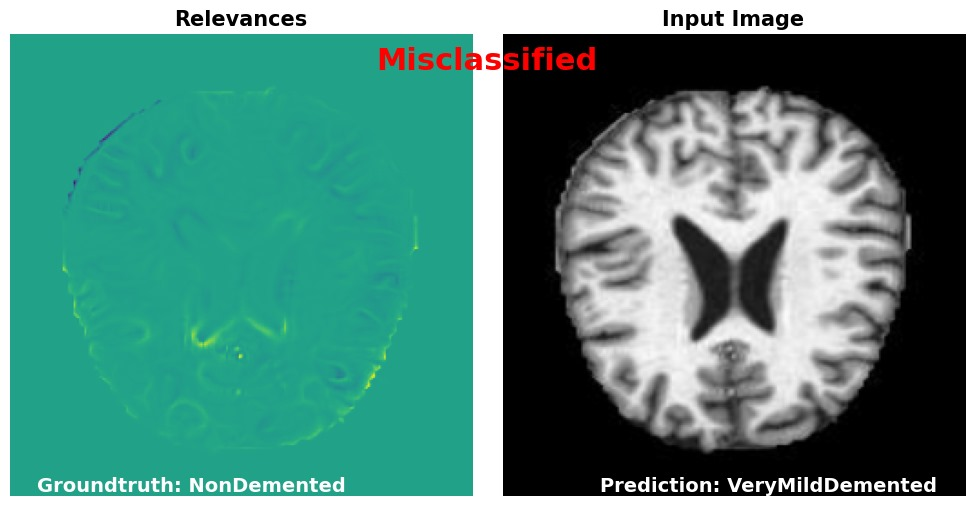 Relevances
Input Image
Misclassified
Groundtruth: NonDemented
Prediction: VeryMildDemented